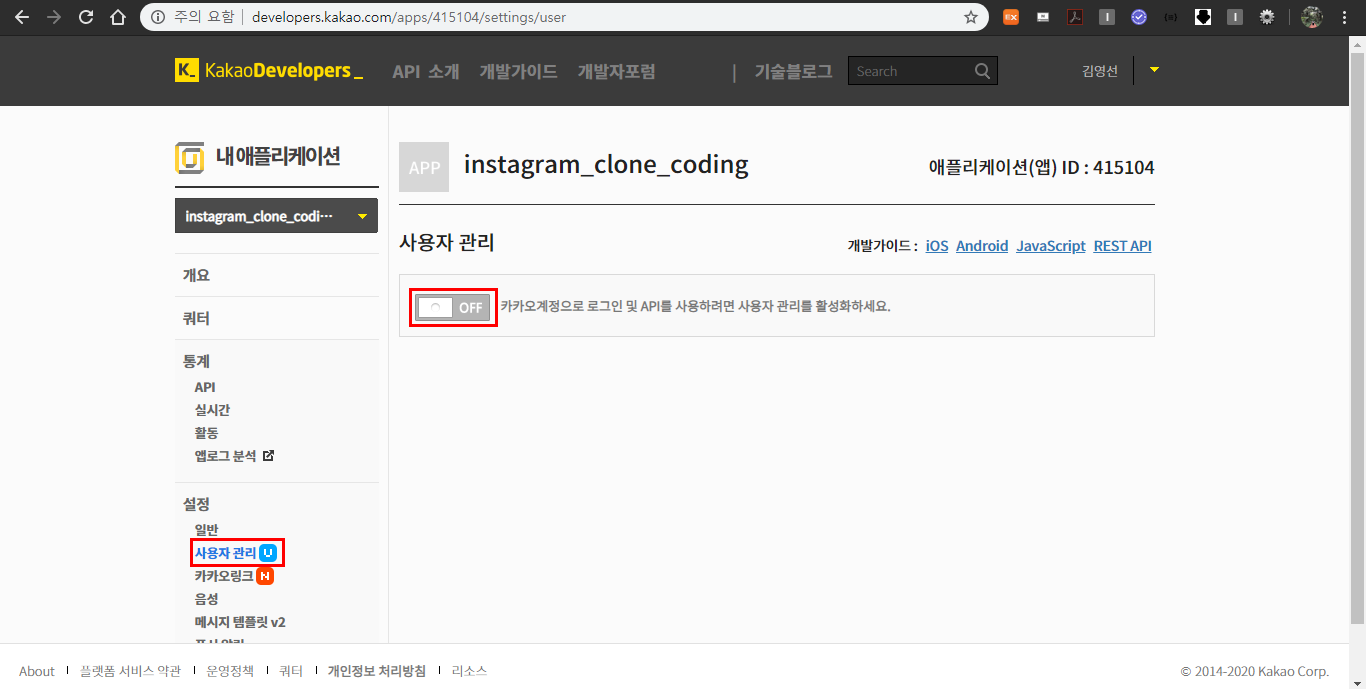 주의 요함 developers.kakao.com/apps/415104/settings/user
KakaoDevelopers_ API 소개 개발가이드 개발자포럼 | 기술블로그 Search 김영선
내 애플리케이션
instagram_clone_codi···
개요
쿼터
통계
API
실시간
활동
앱로그 분석
설정
일반
사용자 관리 U
카카오링크 N
음성
메시지 템플릿 v2
APP instagram_clone_coding 애플리케이션(앱) ID : 415104
사용자 관리 개발가이드 : iOS Android JavaScript REST API
OFF 카카오계정으로 로그인 및 API를 사용하려면 사용자 관리를 활성화하세요.
About 플랫폼 서비스 약관 운영정책 쿼터 개인정보 처리방침 리소스 © 2014-2020 Kakao Corp.